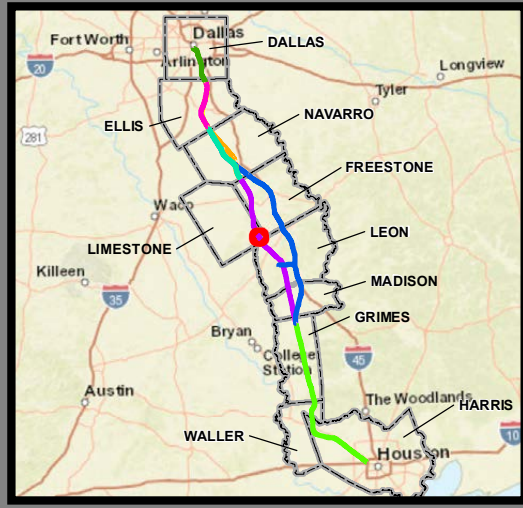 Dallas
Fort Worth
DALLAS
Arlington
Longview
20
Tyler
ELLIS
NAVARRO
281
FREESTONE
Waco
LEON
LIMESTONE
Killeen
MADISON
35
GRIMES
Bryan
College
Station
45
Austin
The Woodlands
HARRIS
WALLER
10
Houston